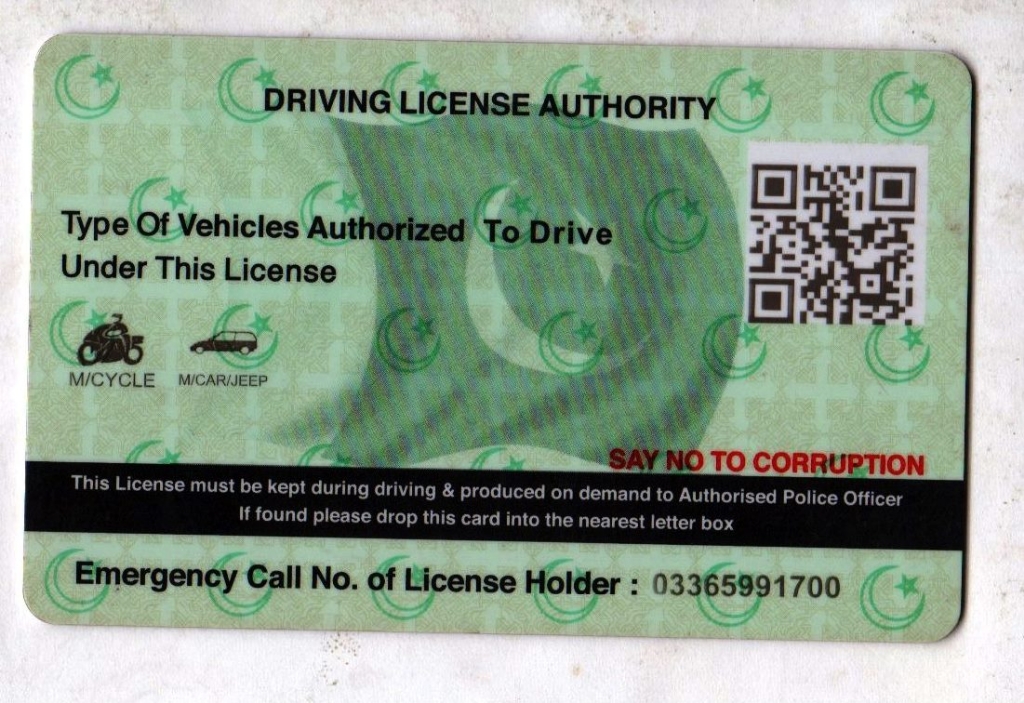 DRIVING LICENSE AUTHORITY
Type Of Vehicles Authorized To Drive
Under This License
M/CYCLE M/CAR/JEEP
SAY NO TO CORRUPTION
This License must be kept during driving & produced on demand to Authorised Police Officer
If found please drop this card into the nearest letter box
Emergency Call No. of License Holder : 03365991700